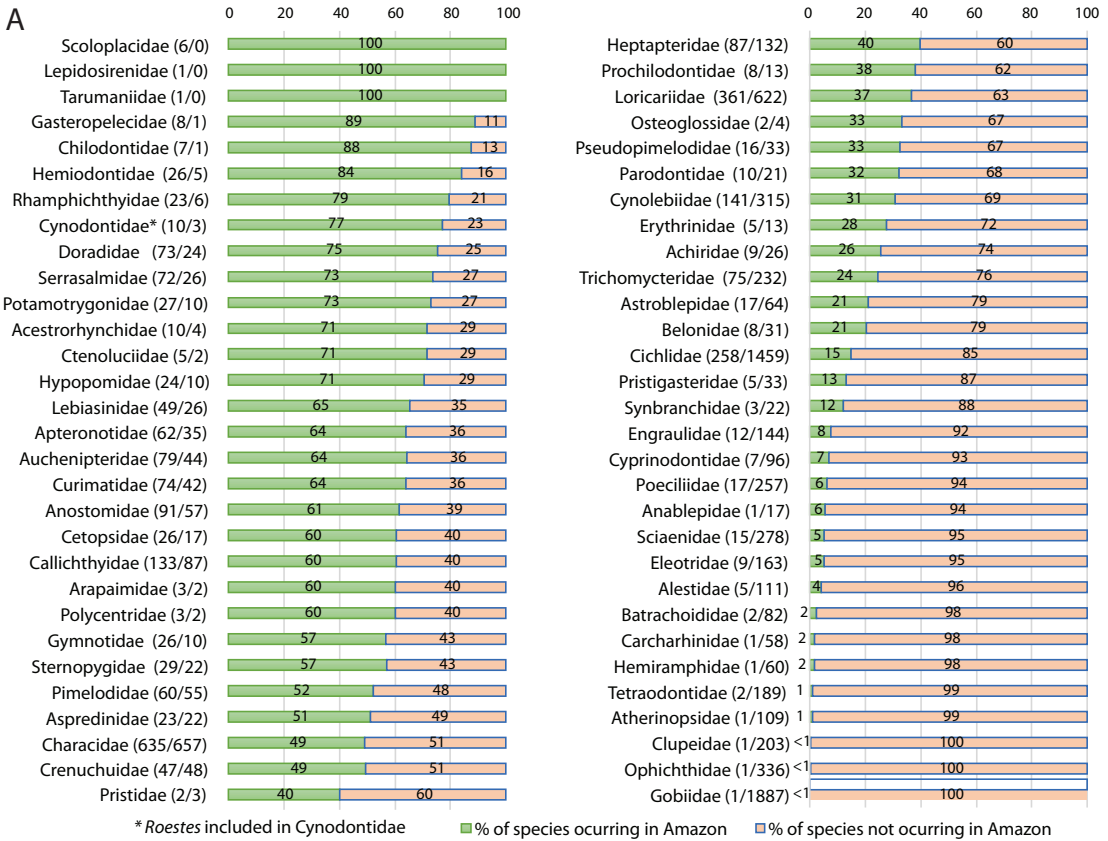 A
0 20 40 60 80 100
Scoloplacidae (6/0) 100
Lepidosirenidae (1/0) 100
Tarumaniidae (1/0) 100
Gasteropelecidae (8/1) 89 11
Chilodontidae (7/1) 88 13
Hemiodontidae (26/5) 84 16
Rhamphichthyidae (23/6) 79 21
Cynodontidae* (10/3) 77 23
Doradidae (73/24) 75 25
Serrasalmidae (72/26) 73 27
Potamotrygonidae (27/10) 73 27
Acestrorhynchidae (10/4) 71 29
Ctenoluciidae (5/2) 71 29
Hypopomidae (24/10) 71 29
Lebiasinidae (49/26) 65 35
Apteronotidae (62/35) 64 36
Auchenipteridae (79/44) 64 36
Curimatidae (74/42) 64 36
Anostomidae (91/57) 61 39
Cetopsidae (26/17) 60 40
Callichthyidae (133/87) 60 40
Arapaimidae (3/2) 60 40
Polycentridae (3/2) 60 40
Gymnotidae (26/10) 57 43
Sternopygidae (29/22) 57 43
Pimelodidae (60/55) 52 48
Aspredinidae (23/22) 51 49
Characidae (635/657) 49 51
Crenuchuidae (47/48) 49 51
Pristidae (2/3) 40 60
0 20 40 60 80 100
Heptapteridae (87/132) 40 60
Prochilodontidae (8/13) 38 62
Loricariidae (361/622) 37 63
Osteoglossidae (2/4) 33 67
Pseudopimelodidae (16/33) 33 67
Parodontidae (10/21) 32 68
Cynolebiidae (141/315) 31 69
Erythrinidae (5/13) 28 72
Achiridae (9/26) 26 74
Trichomycteridae (75/232) 24 76
Astroblepidae (17/64) 21 79
Belonidae (8/31) 21 79
Cichlidae (258/1459) 15 85
Pristigasteridae (5/33) 13 87
Synbranchidae (3/22) 12 88
Engraulidae (12/144) 8 92
Cyprinodontidae (7/96) 7 93
Poeciliidae (17/257) 6 94
Anablepidae (1/17) 6 94
Sciaenidae (15/278) 5 95
Eleotridae (9/163) 5 95
Alestidae (5/111) 4 96
Batrachoididae (2/82) 2 98
Carcharhinidae (1/58) 2 98
Hemiramphidae (1/60) 2 98
Tetraodontidae (2/189) 1 99
Atherinopsidae (1/109) 1 99
Clupeidae (1/203) <1 100
Ophichthidae (1/336) <1 100
Gobiidae (1/1887) <1 100
* Roestes included in Cynodontidae
% of species ocurring in Amazon
% of species not ocurring in Amazon